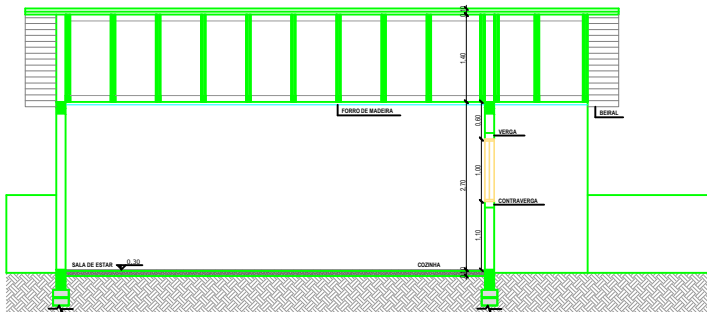 0.10
1.40
FORRO DE MADEIRA
0.60
BEIRAL
VERGA
2.70
1.00
CONTRAVERGA
1.10
SALA DE ESTAR
0.30
COZINHA